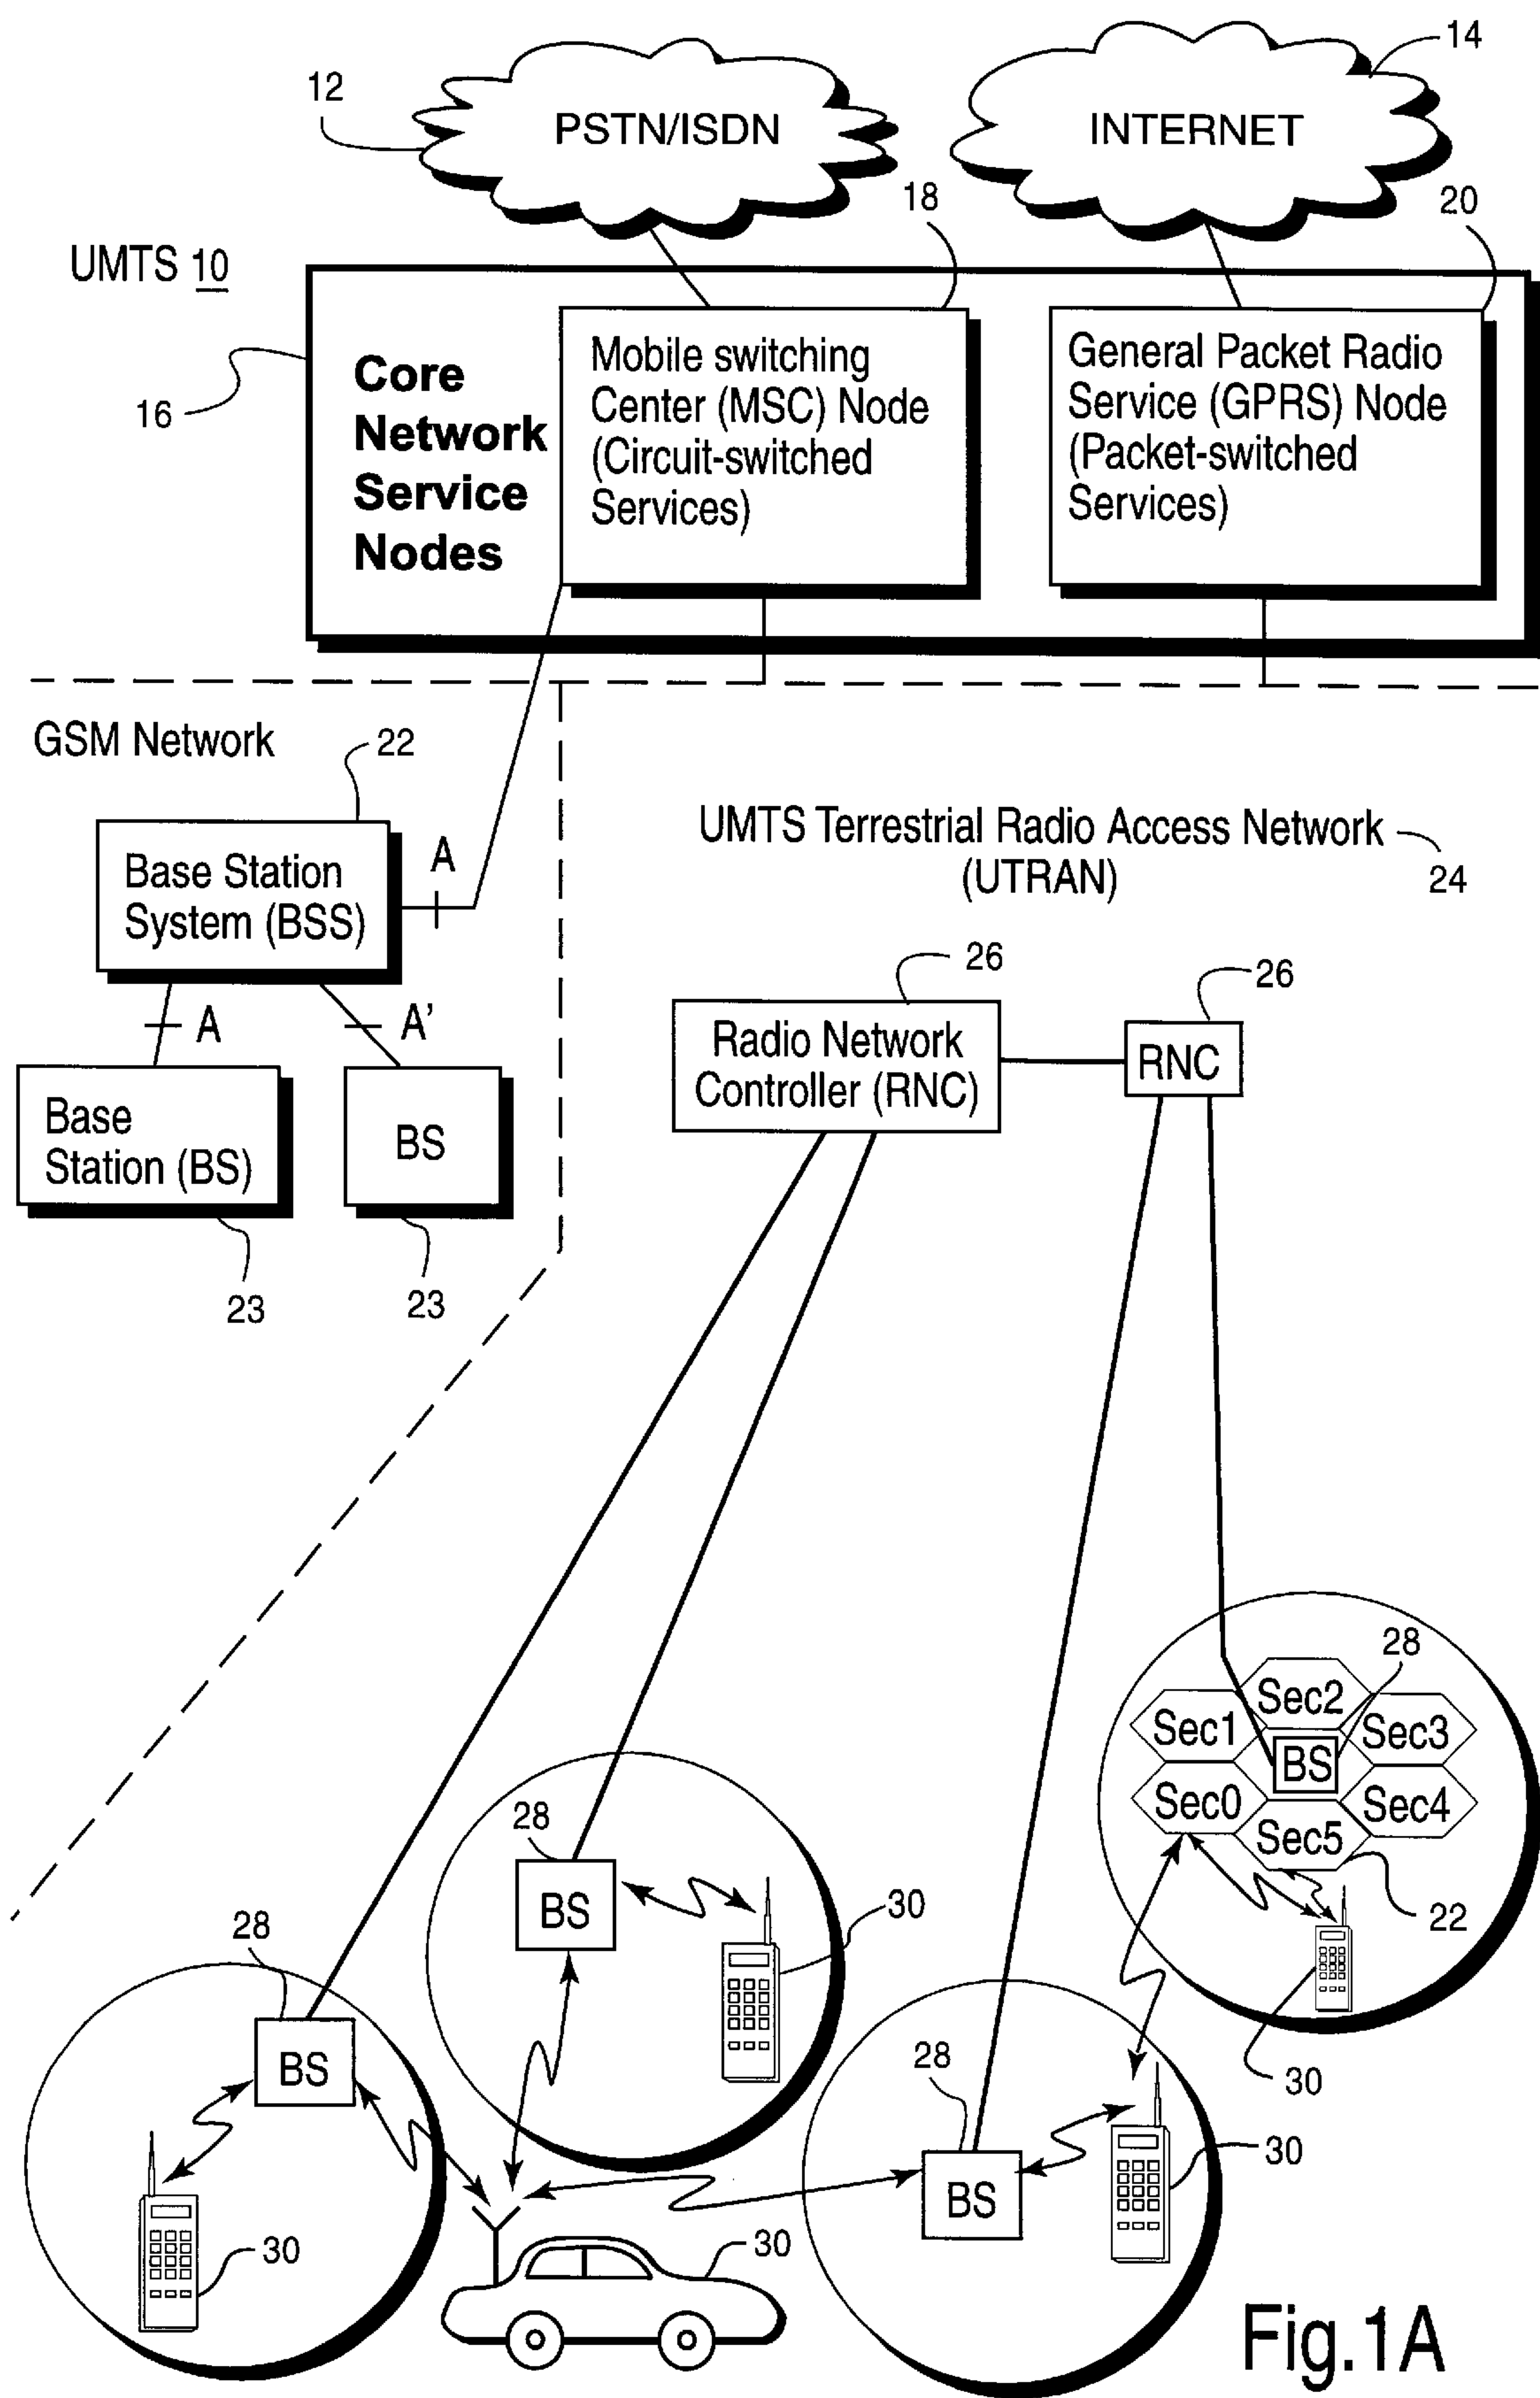 14
12
PSTN/ISDN
INTERNET
18
20
UMTS 10
16
Core
Network
Service
Nodes
Mobile switching
Center (MSC) Node
(Circuit-switched
Services)
General Packet Radio
Service (GPRS) Node
(Packet-switched
Services)
GSM Network
22
Base Station
System (BSS)
A
A
A'
Base
Station (BS)
BS
23
23
UMTS Terrestrial Radio Access Network
(UTRAN)
24
26
26
Radio Network
Controller (RNC)
RNC
28
Sec2
Sec1
Sec3
BS
Sec0
Sec4
Sec5
22
30
28
BS
30
28
BS
30
30
28
BS
30
Fig.1A